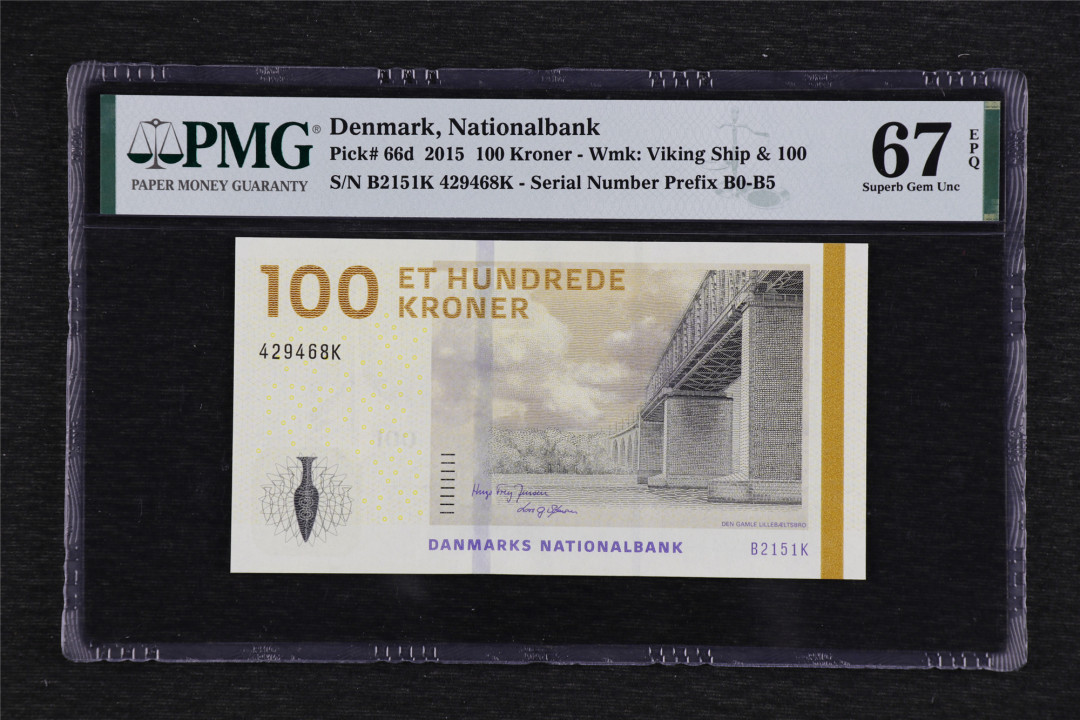 PMG®
PAPER MONEY GUARANTY
Denmark, Nationalbank
Pick# 66d 2015 100 Kroner - Wmk: Viking Ship & 100
S/N B2151K 429468K - Serial Number Prefix B0-B5
67
EPQ
Superb Gem Unc
100
ET HUNDREDE
KRONER
429468K
100
DEN GAMLE LILLEBÆLTSBRO
DANMARKS NATIONALBANK
B2151K